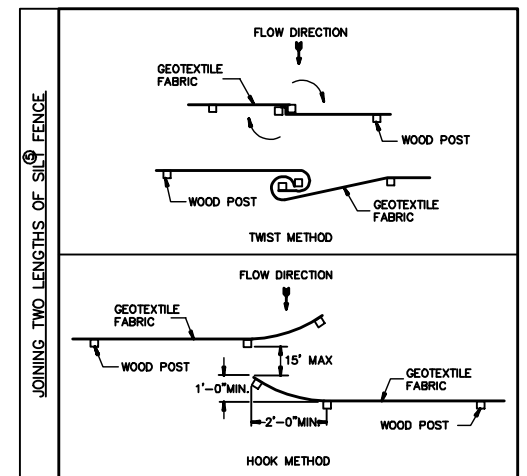 JOINING TWO LENGTHS OF SILT FENCE
5
FLOW DIRECTION
GEOTEXTILE
FABRIC
WOOD POST
WOOD POST
GEOTEXTILE
FABRIC
TWIST METHOD
FLOW DIRECTION
GEOTEXTILE
FABRIC
WOOD POST
15' MAX
1'-0"MIN.
2'-0"MIN
GEOTEXTILE
FABRIC
WOOD POST
HOOK METHOD